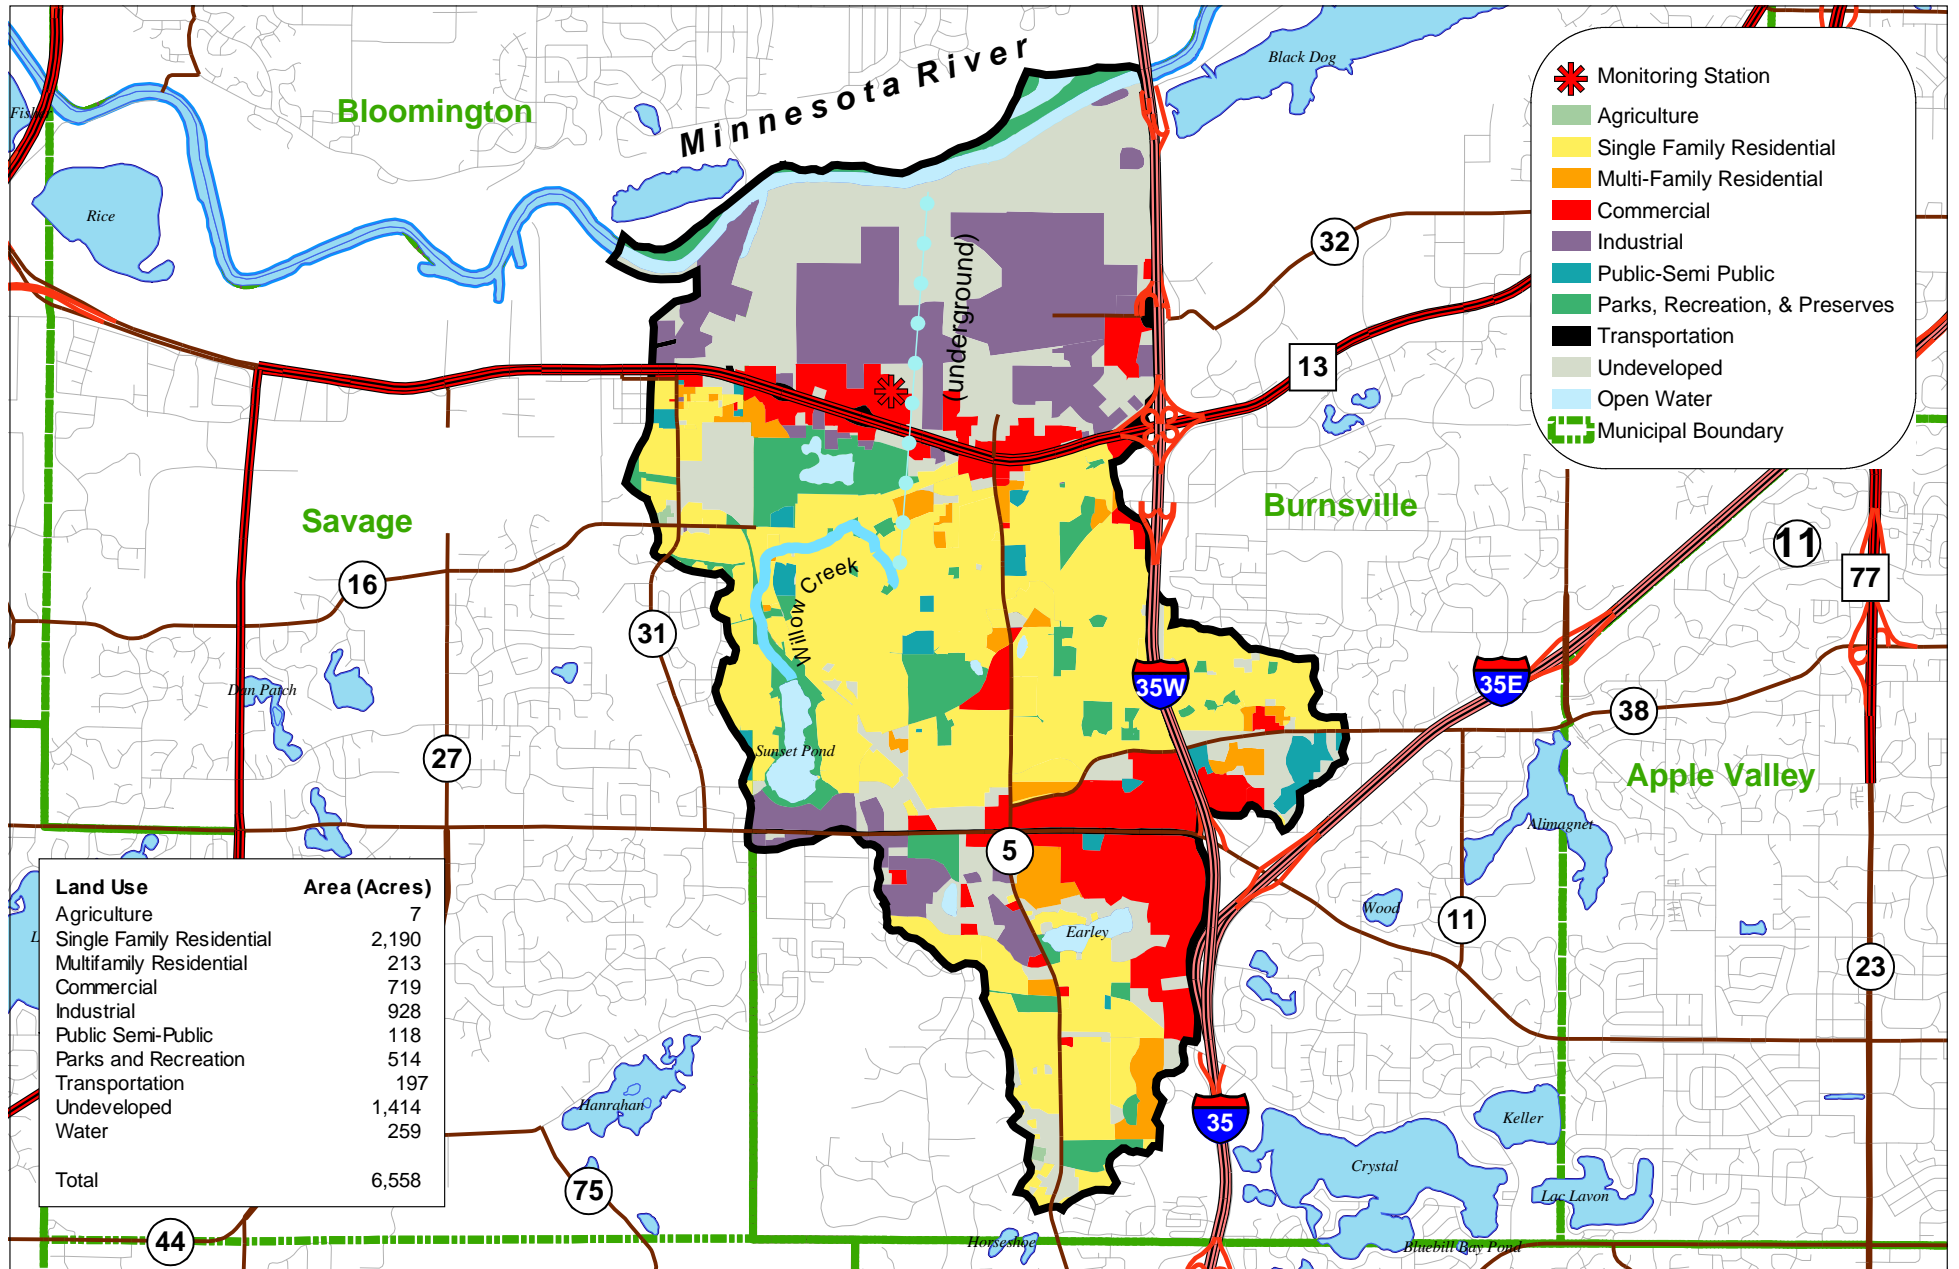 Minnesota River
Black Dog
Bloomington
Fish
Rice
Monitoring Station
Agriculture
Single Family Residential
Multi-Family Residential
Commercial
Industrial
Public-Semi Public
Parks, Recreation, & Preserves
Transportation
Undeveloped
Open Water
Municipal Boundary
32
(underground)
13
Savage
Burnsville
11
77
16
Willow Creek
31
35W
35E
Dan Patch
38
27
Sunset Pond
Apple Valley
Alimagnet
5
Land Use Area (Acres)
Agriculture 7
Single Family Residential 2,190
Multifamily Residential 213
Commercial 719
Industrial 928
Public Semi-Public 118
Parks and Recreation 514
Transportation 197
Undeveloped 1,414
Water 259
Total 6,558
L
Wood
11
Earley
23
Hanrahan
35
Keller
Crystal
75
Lac Lavon
44
Horseshoe
Bluebill Bay Pond